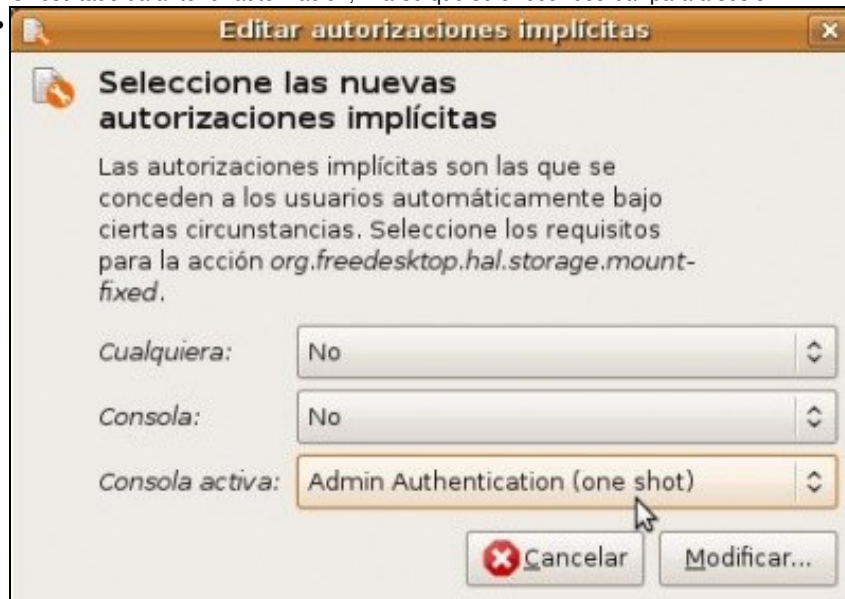 Editar autorizaciones implícitas
Seleccione las nuevas
autorizaciones implícitas
Las autorizaciones implícitas son las que se
conceden a los usuarios automáticamente bajo
ciertas circunstancias. Seleccione los requisitos
para la acción org.freedesktop.hal.storage.mount-
fixed.
Cualquiera: No
Consola: No
Consola activa: Admin Authentication (one shot)
Cancelar Modificar...